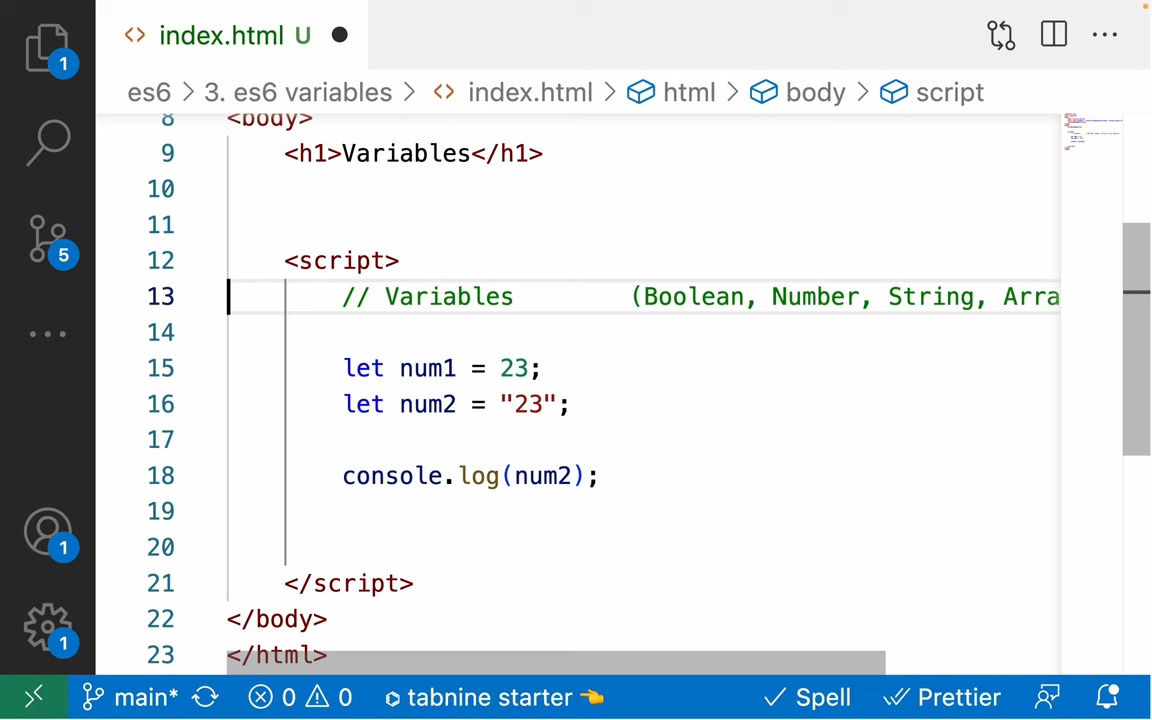 index.html U
es6 > 3. es6 variables > index.html > html > body > script
8 <body>
9 <h1>Variables</h1>
10
11
12 <script>
13 // Variables (Boolean, Number, String, Arra
14
15 let num1 = 23;
16 let num2 = "23";
17
18 console.log(num2);
19
20
21 </script>
22 </body>
23 </html>
1
5
1
1
main* 0 0 tabnine starter Spell Prettier